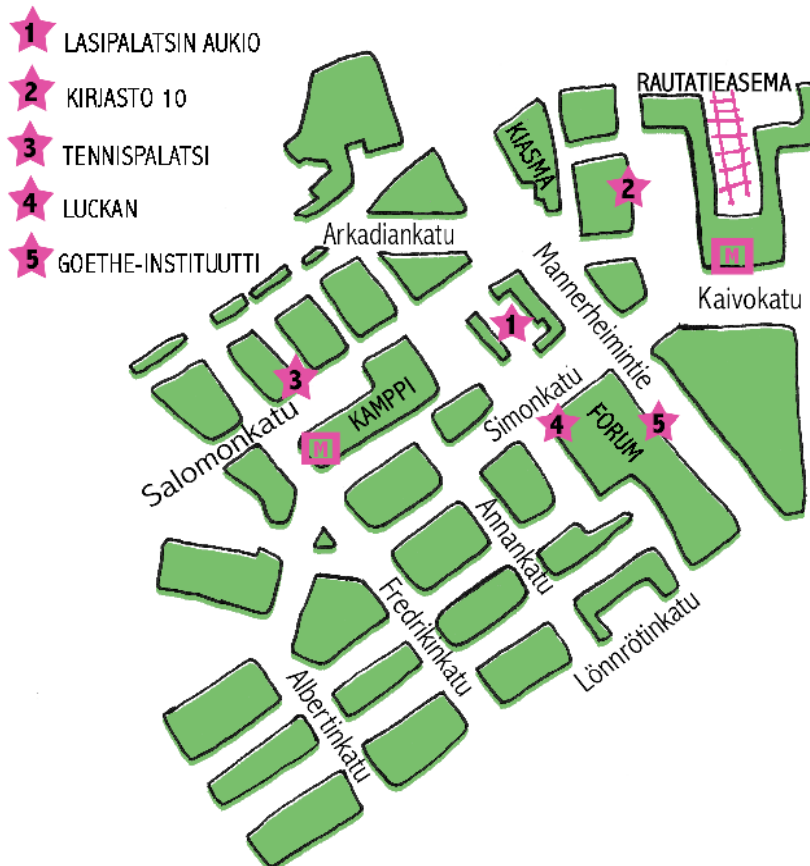 1 LASIPALATSIN AUKIO
2 KIRJASTO 10
3 TENNISPALATSI
4 LUCKAN
5 GOETHE-INSTITUUTTI
RAUTATIEASEMA
KIASMA
2
Arkadiankatu
M
Mannerheimintie
Kaivokatu
1
3
KAMPPI
Simonkatu
4
FORUM
5
Salomonkatu
M
Annankatu
Fredrikinkatu
Lönnrötinkatu
Albertinkatu